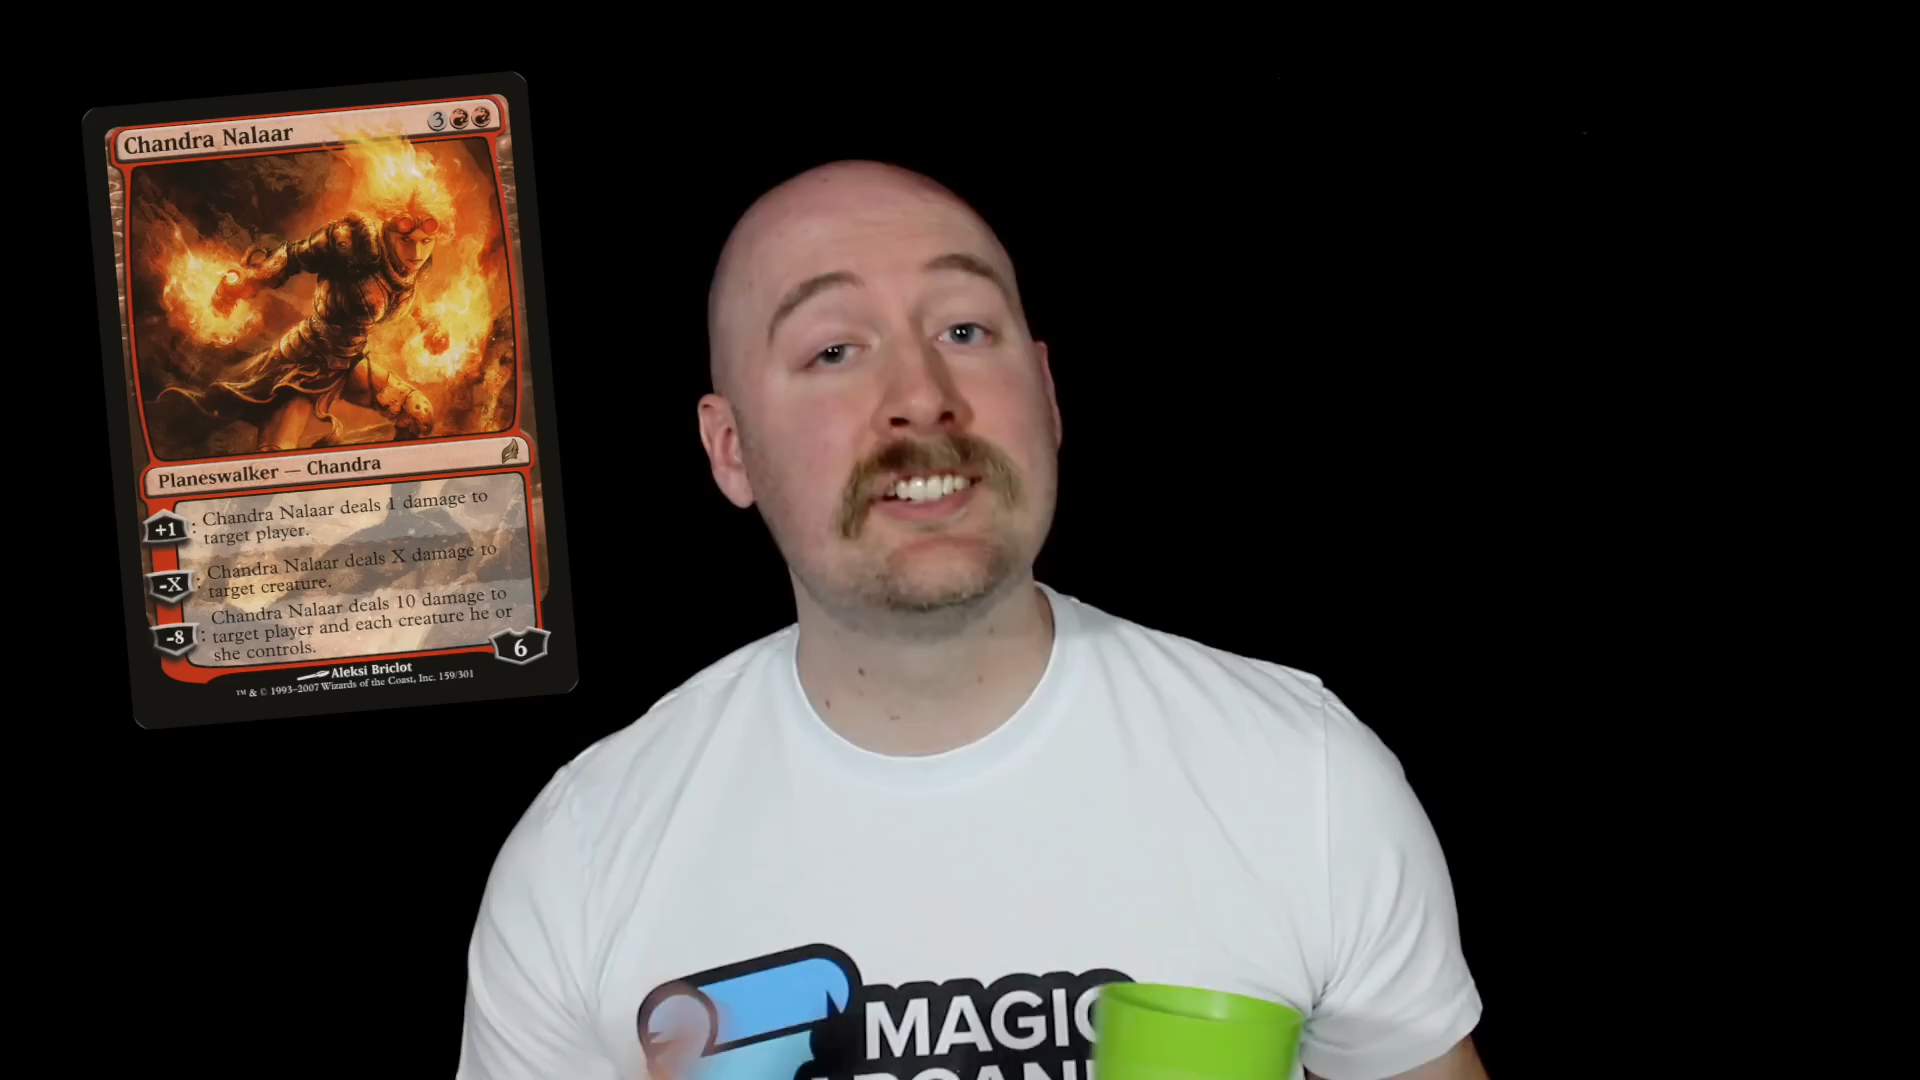 Chandra Nalaar 3
Planeswalker — Chandra
+1: Chandra Nalaar deals 1 damage to
target player.
-X: Chandra Nalaar deals X damage to
target creature.
Chandra Nalaar deals 10 damage to
-8: target player and each creature he or
she controls.
6
Aleksi Briclot
™ & © 1993–2007 Wizards of the Coast, Inc. 159/301
MAGIC